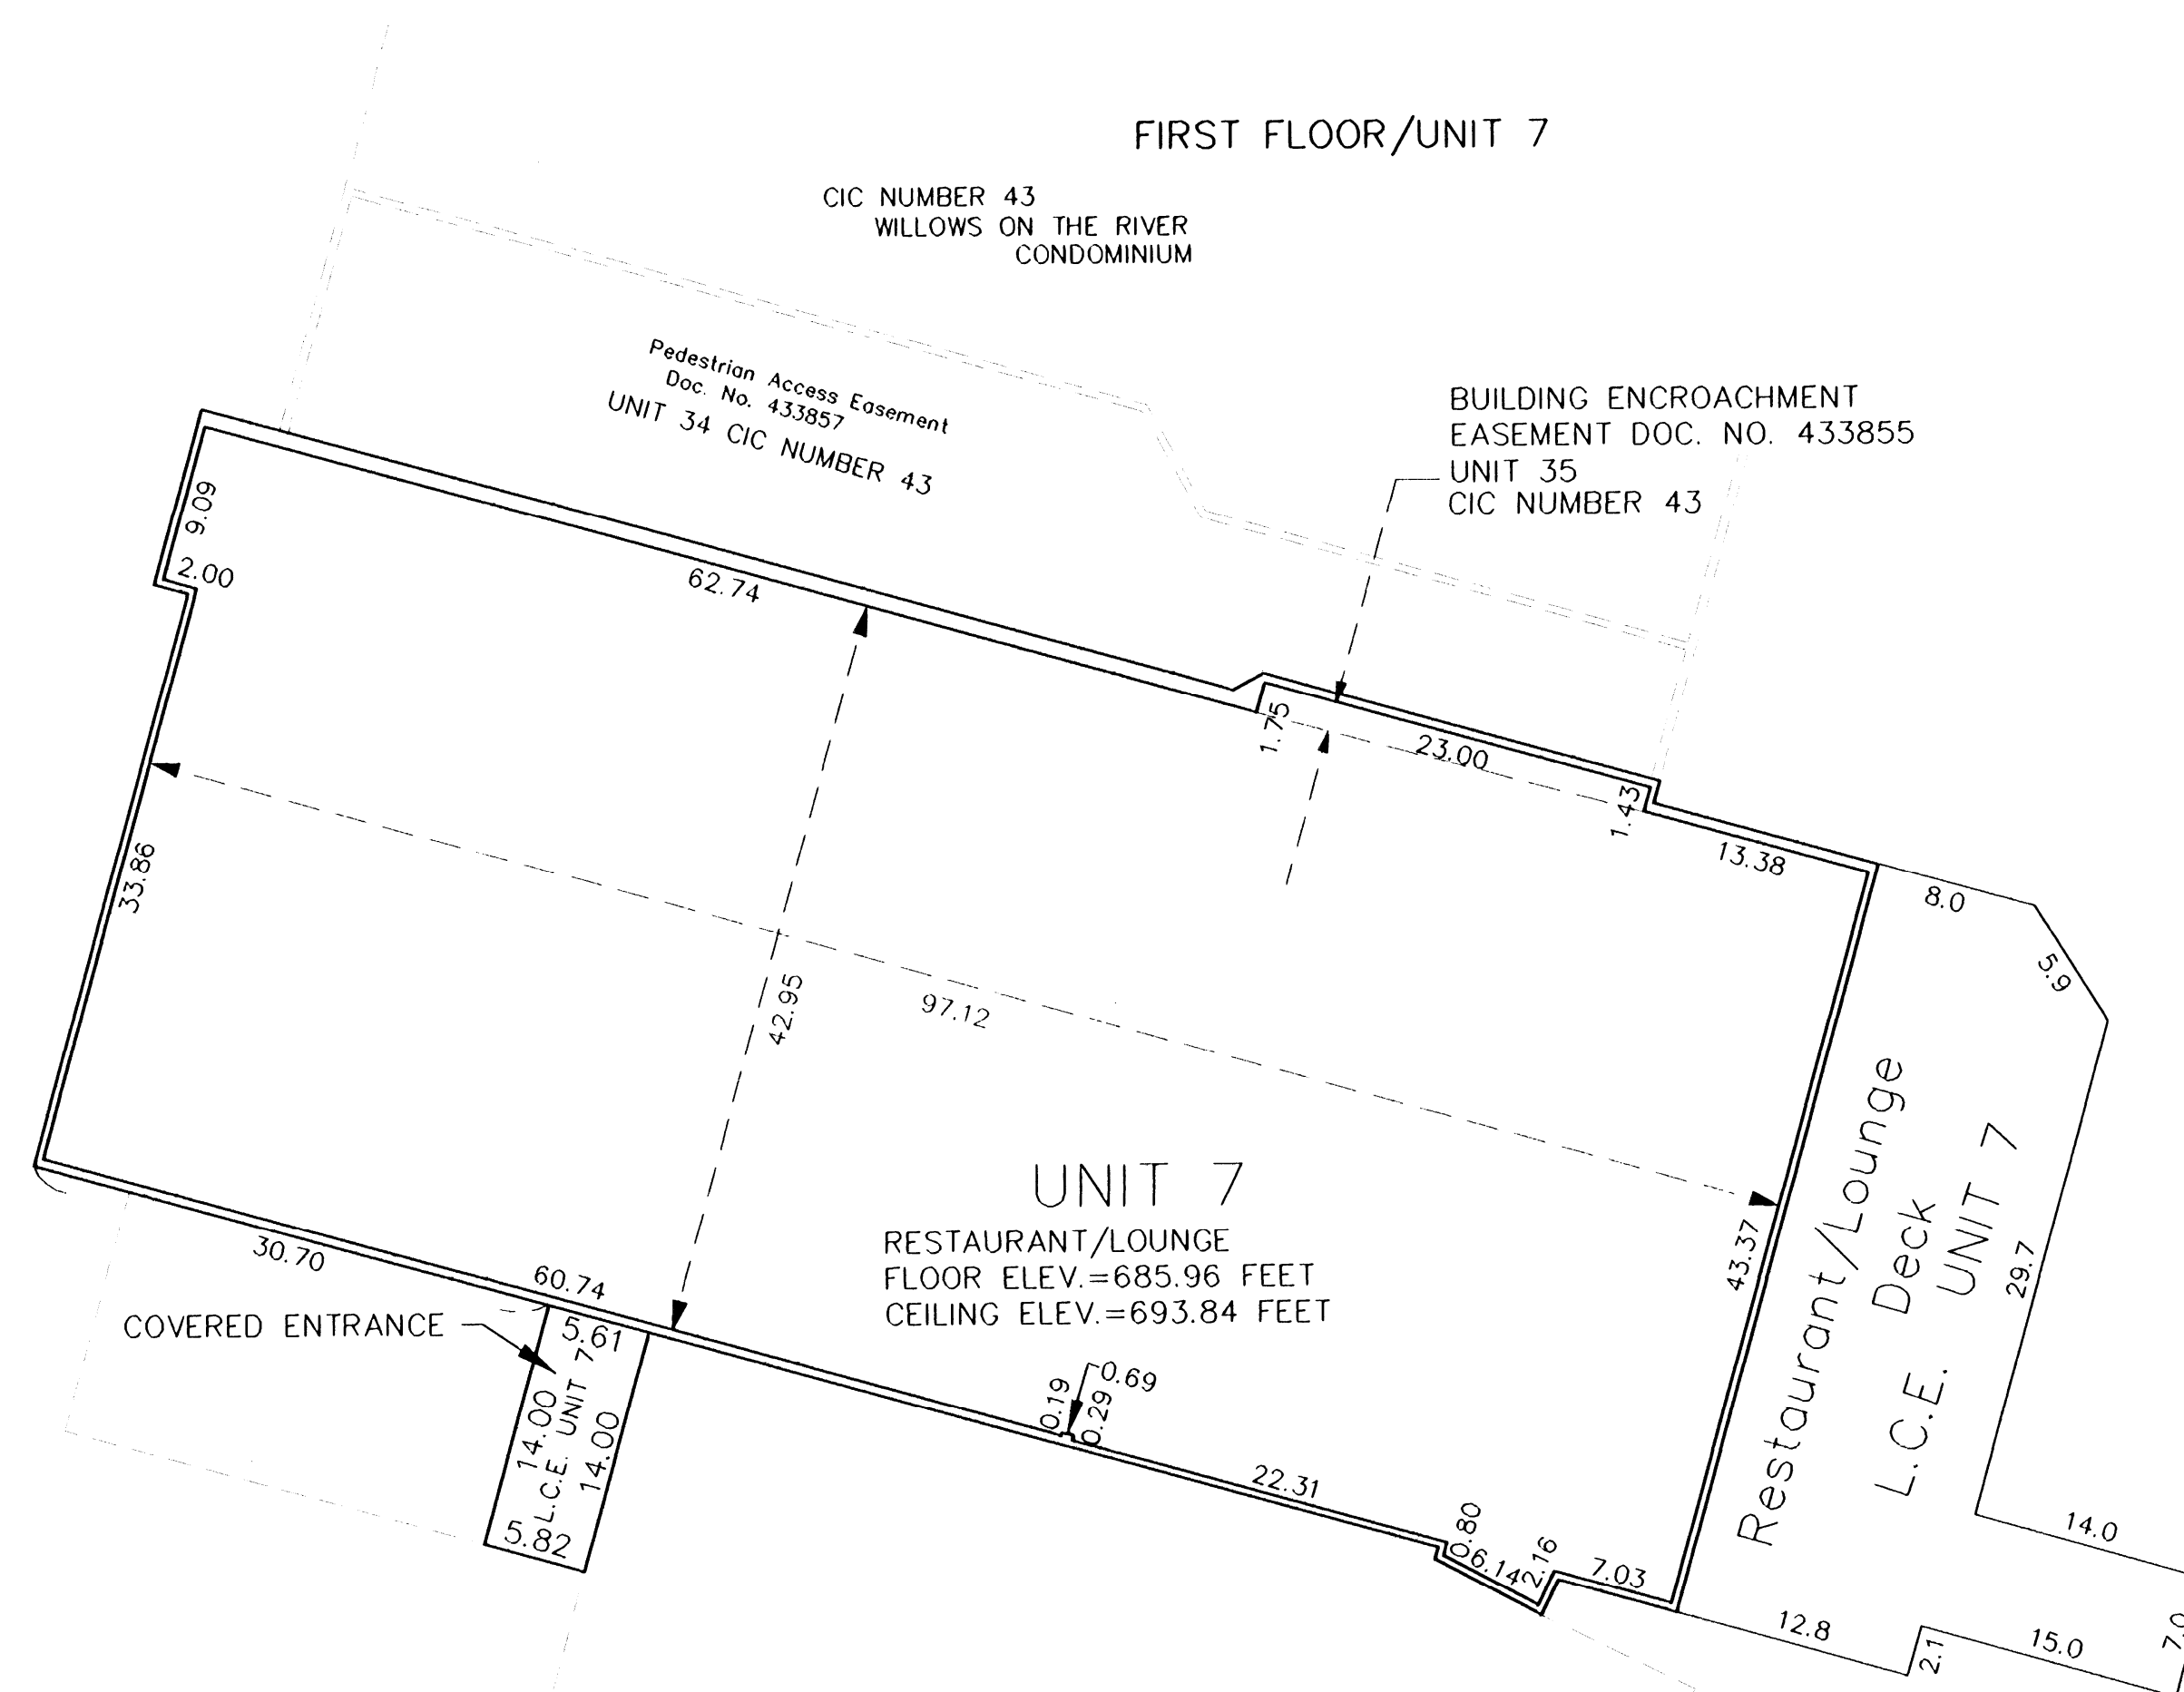 FIRST FLOOR/UNIT 7
CIC NUMBER 43
WILLOWS ON THE RIVER
CONDOMINIUM
Pedestrian Access Easement
Doc. No. 433857
UNIT 34 CIC NUMBER 43
BUILDING ENCROACHMENT
EASEMENT DOC. NO. 433855
UNIT 35
CIC NUMBER 43
9.09
2.00
62.74
1.75
23.00
1.43
13.38
8.0
5.9
33.86
42.95
97.12
UNIT 7
RESTAURANT/LOUNGE
FLOOR ELEV.=685.96 FEET
CEILING ELEV.=693.84 FEET
43.37
Restaurant/Lounge
Deck
L.C.E. UNIT 7
29.7
14.0
30.70
60.74
COVERED ENTRANCE
5.61
14.00
L.C.E. UNIT 7
14.00
5.82
0.19
0.69
0.29
22.31
0.80
6.14
2.16
7.03
12.8
2.1
15.0
7.0